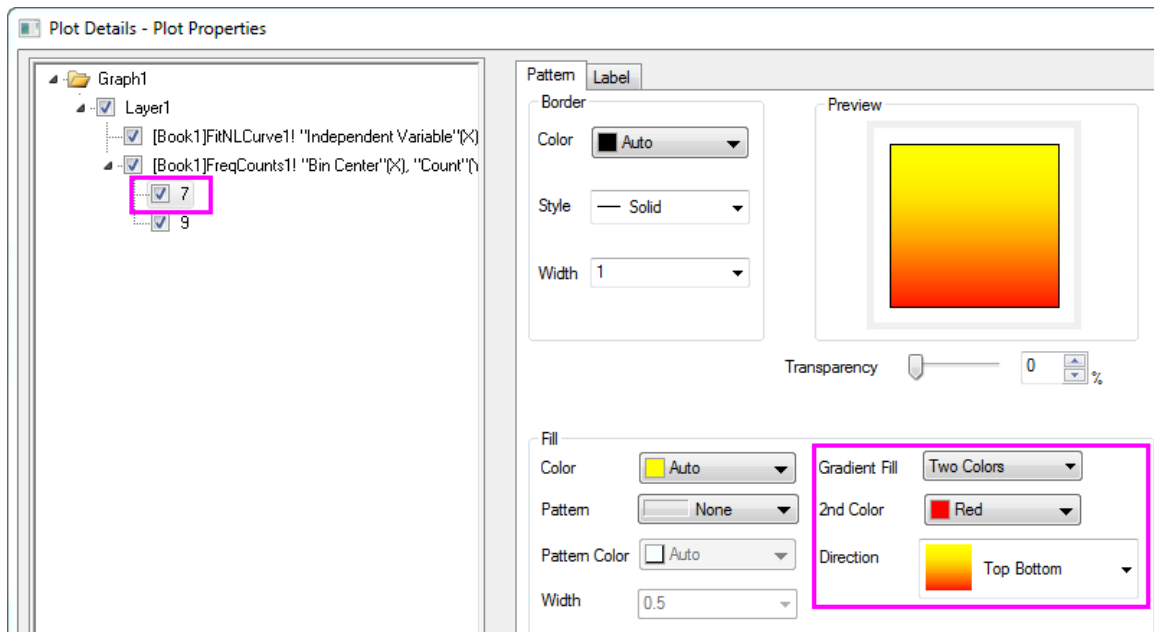 Plot Details - Plot Properties
Graph1
Layer1
[Book1]FitNLCurve1! "Independent Variable"(X)
[Book1]FreqCounts1! "Bin Center"(X), "Count"(Y
7
9
Pattern Label
Border
Color Auto
Style Solid
Width 1
Preview
Transparency 0 %
Fill
Color Auto
Pattern None
Pattern Color Auto
Width 0.5
Gradient Fill Two Colors
2nd Color Red
Direction Top Bottom